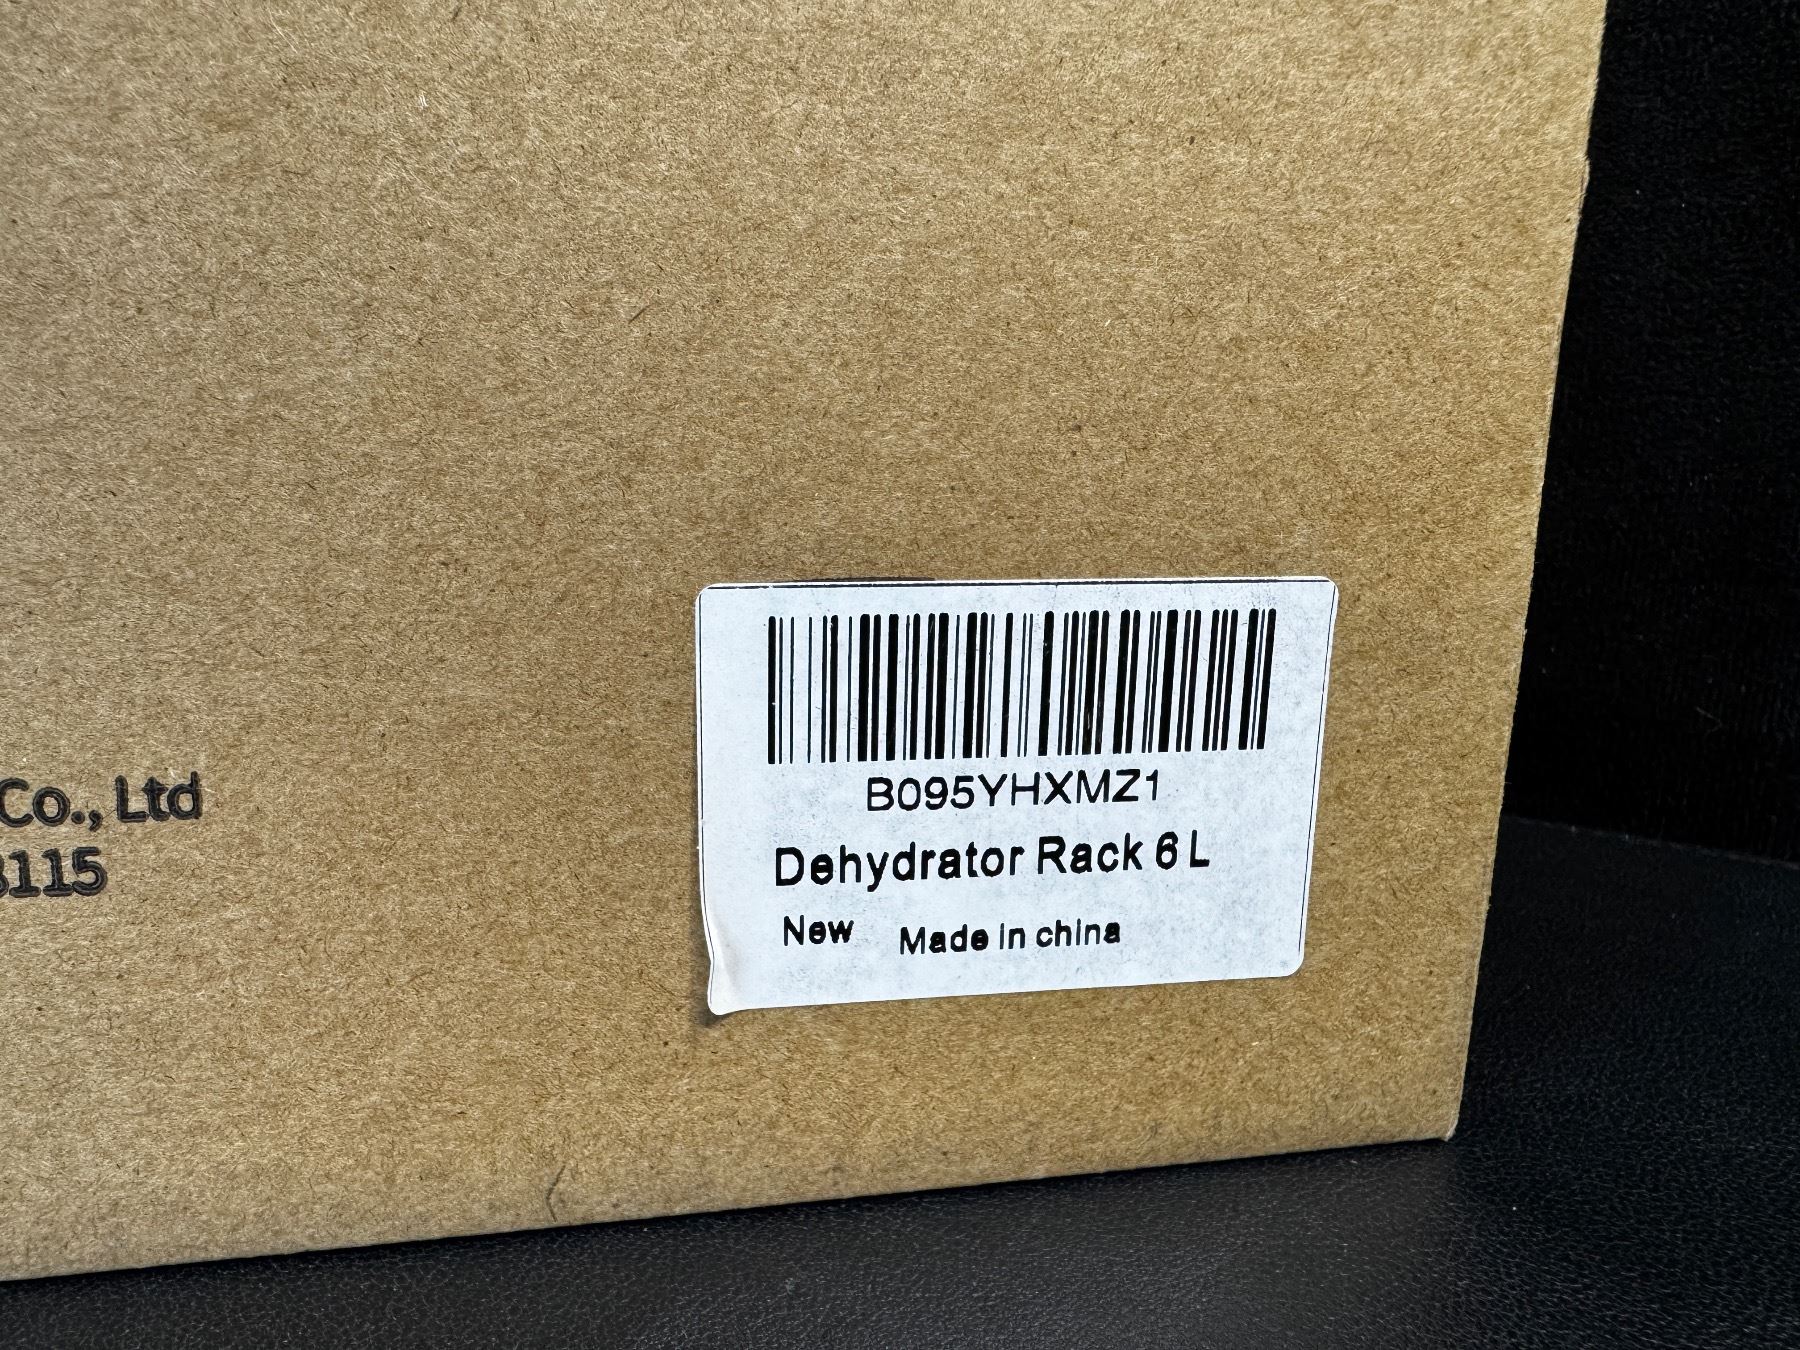 Co., Ltd
3115
B095YHXMZ1
Dehydrator Rack 6 L
New Made in china